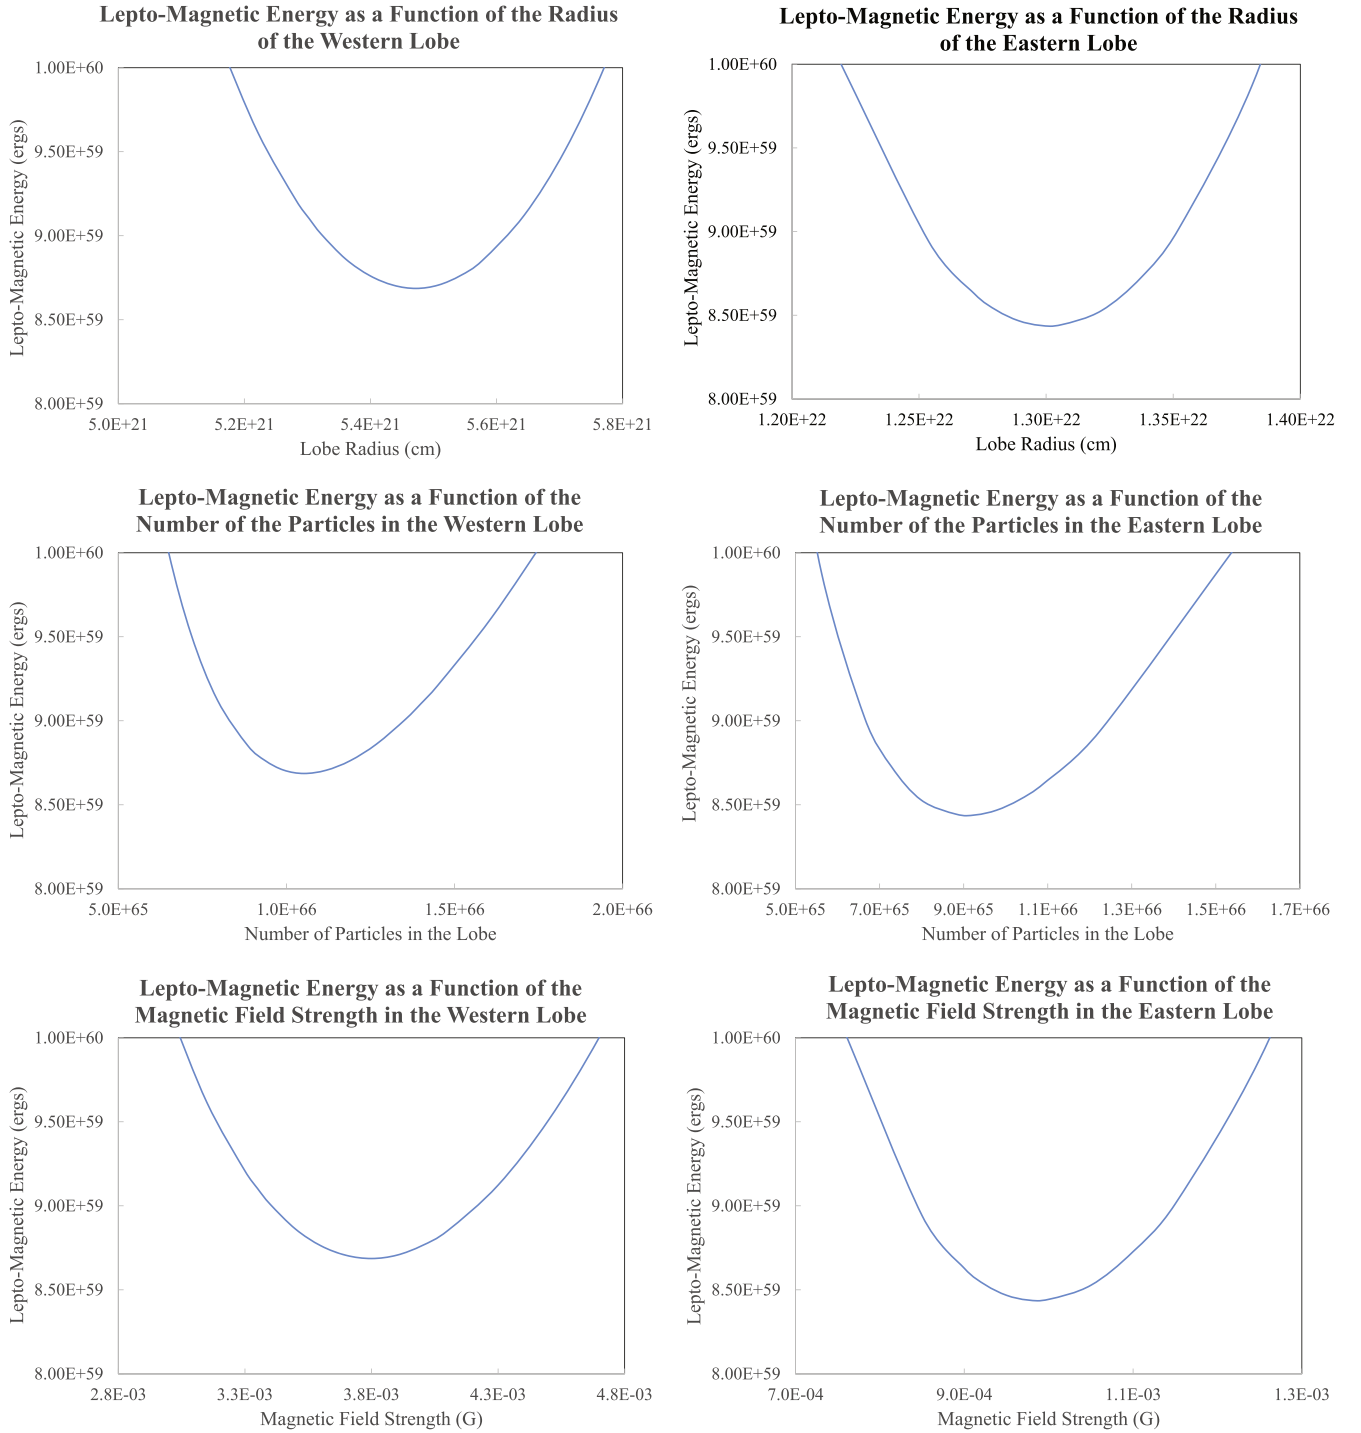 Lepto-Magnetic Energy as a Function of the Radius
of the Western Lobe
1.00E+60
9.50E+59
9.00E+59
8.50E+59
8.00E+59
Lepto-Magnetic Energy (ergs)
5.0E+21 5.2E+21 5.4E+21 5.6E+21 5.8E+21
Lobe Radius (cm)
Lepto-Magnetic Energy as a Function of the Radius
of the Eastern Lobe
1.00E+60
9.50E+59
9.00E+59
8.50E+59
8.00E+59
Lepto-Magnetic Energy (ergs)
1.20E+22 1.25E+22 1.30E+22 1.35E+22 1.40E+22
Lobe Radius (cm)
Lepto-Magnetic Energy as a Function of the
Number of the Particles in the Western Lobe
1.00E+60
9.50E+59
9.00E+59
8.50E+59
8.00E+59
Lepto-Magnetic Energy (ergs)
5.0E+65 1.0E+66 1.5E+66 2.0E+66
Number of Particles in the Lobe
Lepto-Magnetic Energy as a Function of the
Number of the Particles in the Eastern Lobe
1.00E+60
9.50E+59
9.00E+59
8.50E+59
8.00E+59
Lepto-Magnetic Energy (ergs)
5.0E+65 7.0E+65 9.0E+65 1.1E+66 1.3E+66 1.5E+66 1.7E+66
Number of Particles in the Lobe
Lepto-Magnetic Energy as a Function of the
Magnetic Field Strength in the Western Lobe
1.00E+60
9.50E+59
9.00E+59
8.50E+59
8.00E+59
Lepto-Magnetic Energy (ergs)
2.8E-03 3.3E-03 3.8E-03 4.3E-03 4.8E-03
Magnetic Field Strength (G)
Lepto-Magnetic Energy as a Function of the
Magnetic Field Strength in the Eastern Lobe
1.00E+60
9.50E+59
9.00E+59
8.50E+59
8.00E+59
Lepto-Magnetic Energy (ergs)
7.0E-04 9.0E-04 1.1E-03 1.3E-03
Magnetic Field Strength (G)